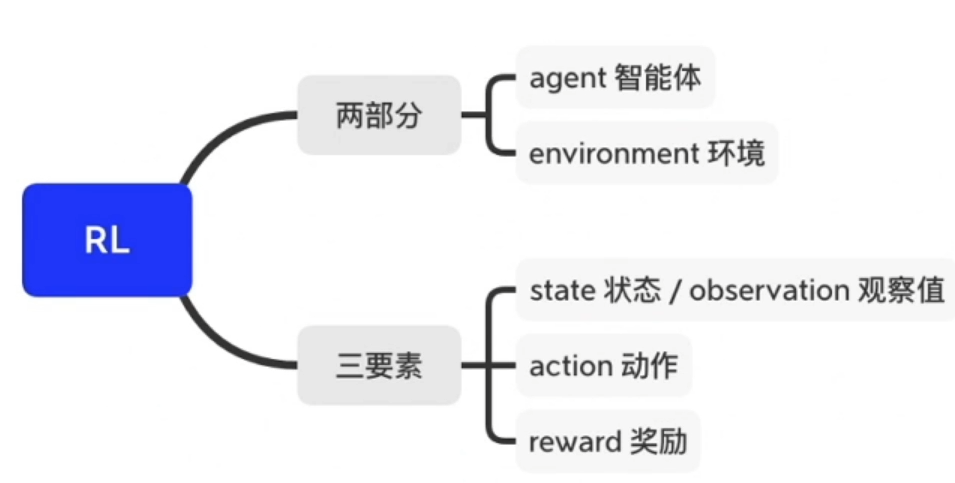 RL
两部分
agent 智能体
environment 环境
三要素
state 状态 / observation 观察值
action 动作
reward 奖励